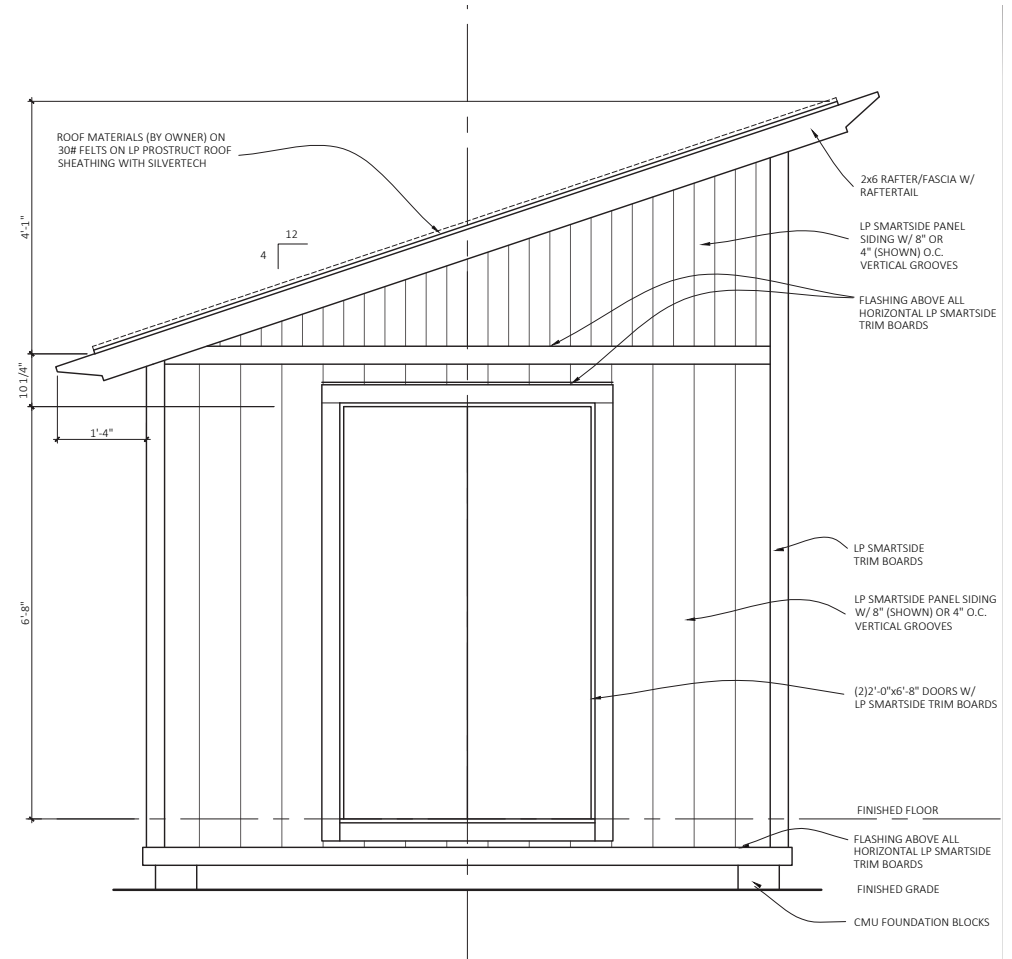 ROOF MATERIALS (BY OWNER) ON
30# FELTS ON LP PROSTRUCT ROOF
SHEATHING WITH SILVERTECH
4'-1"
12
4
10 1/4"
1'-4"
6'-8"
2x6 RAFTER/FASCIA W/
RAFTERTAIL
LP SMARTSIDE PANEL
SIDING W/ 8" OR
4" (SHOWN) O.C.
VERTICAL GROOVES
FLASHING ABOVE ALL
HORIZONTAL LP SMARTSIDE
TRIM BOARDS
LP SMARTSIDE
TRIM BOARDS
LP SMARTSIDE PANEL SIDING
W/ 8" (SHOWN) OR 4" O.C.
VERTICAL GROOVES
(2)2'-0"x6'-8" DOORS W/
LP SMARTSIDE TRIM BOARDS
FINISHED FLOOR
FLASHING ABOVE ALL
HORIZONTAL LP SMARTSIDE
TRIM BOARDS
FINISHED GRADE
CMU FOUNDATION BLOCKS